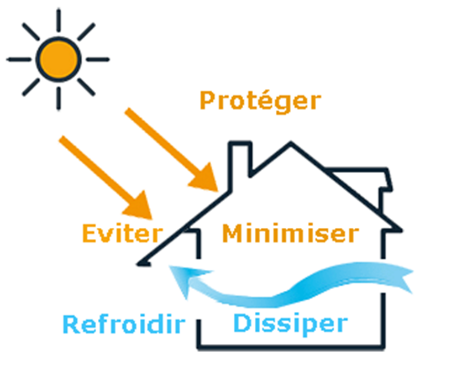 Protéger
Eviter
Minimiser
Refroidir
Dissiper